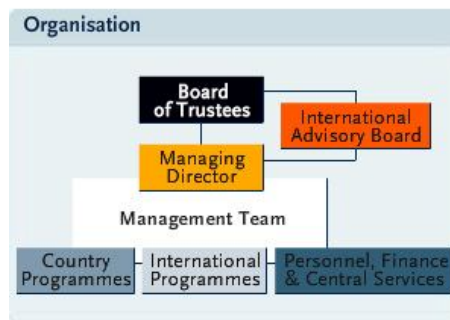 Organisation
Board
of Trustees
International
Advisory Board
Managing
Director
Management Team
Country
Programmes
International
Programmes
Personnel, Finance
& Central Services